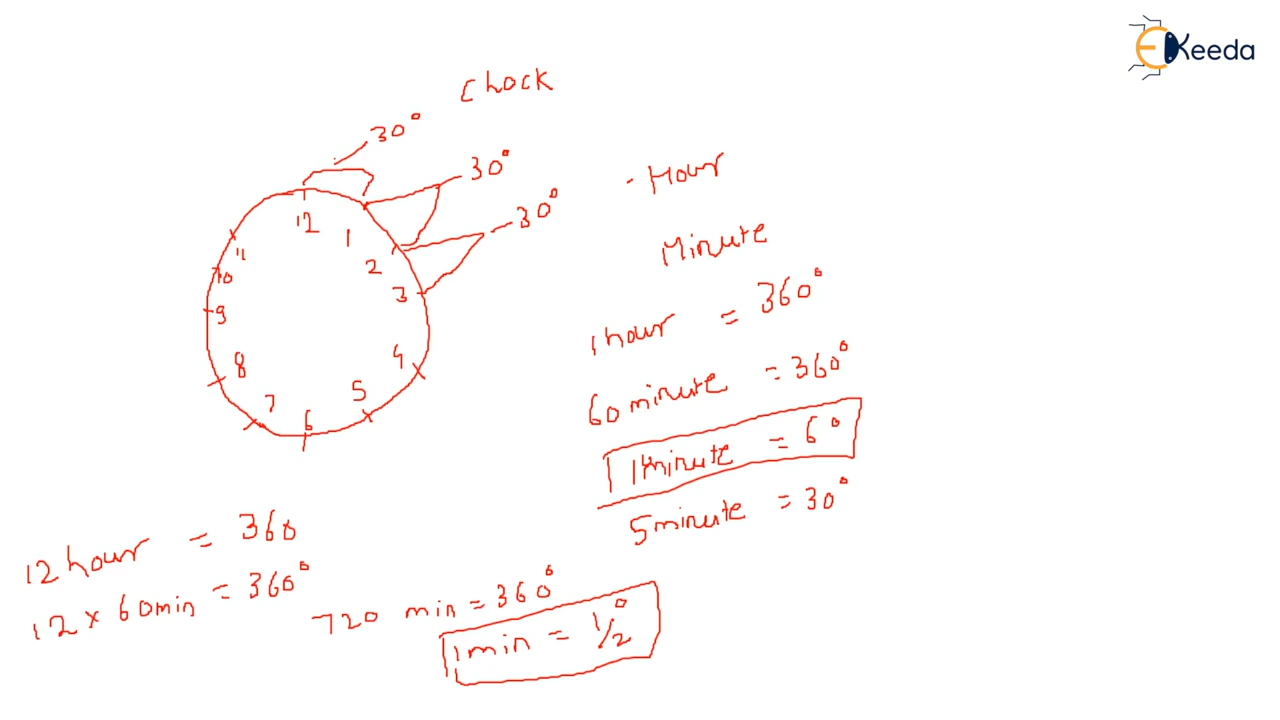 EKeeda
Clock
30°
30°
30°
12
1
2
3
4
5
6
7
8
9
10
11
Hour
Minute
1 hour = 360°
60 minute = 360°
1 Minute = 6°
5 minute = 30°
12 hour = 360
12 × 60 min = 360°
720 min = 360°
1 min = 1/2°